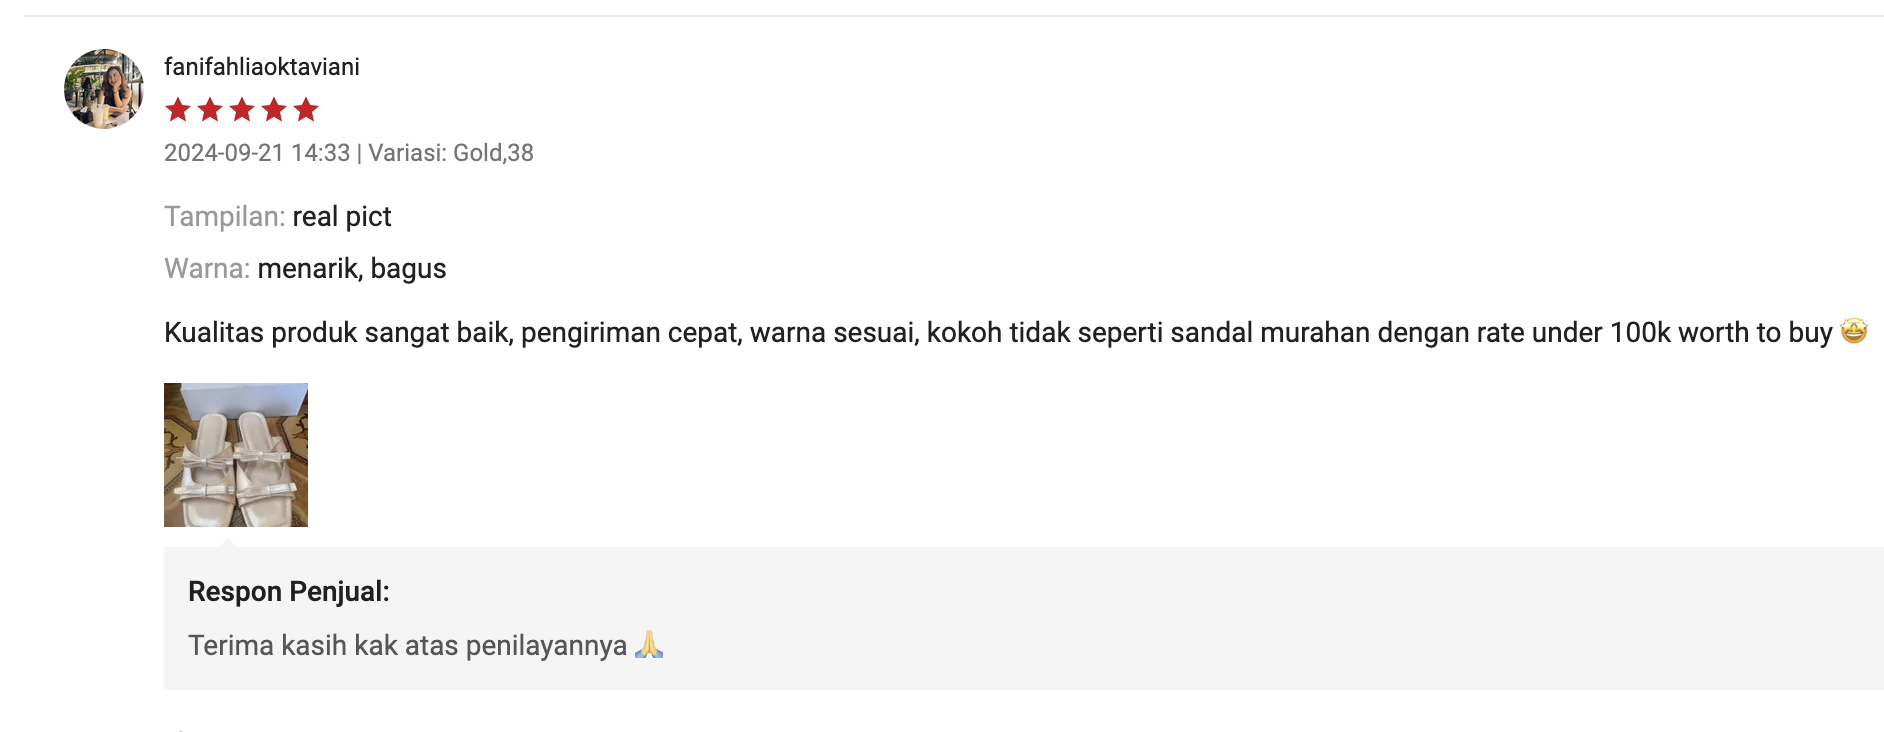 fanifahliaoktaviani
2024-09-21 14:33 | Variasi: Gold,38
Tampilan: real pict
Warna: menarik, bagus
Kualitas produk sangat baik, pengiriman cepat, warna sesuai, kokoh tidak seperti sandal murahan dengan rate under 100k worth to buy 🤩
Respon Penjual:
Terima kasih kak atas penilayannya 🙏